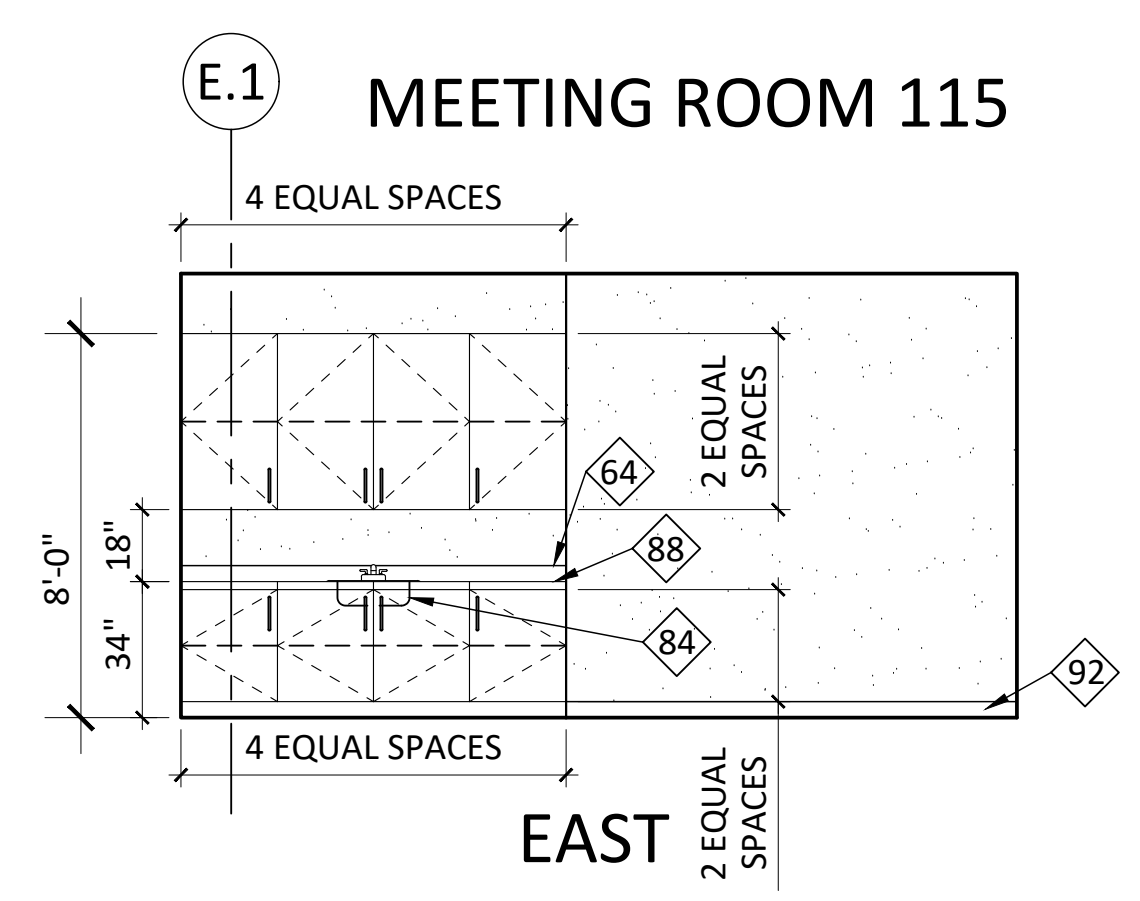 E.1
MEETING ROOM 115
4 EQUAL SPACES
2 EQUAL
SPACES
64
18"
88
8'-0"
34"
84
92
4 EQUAL SPACES
2 EQUAL
SPACES
EAST